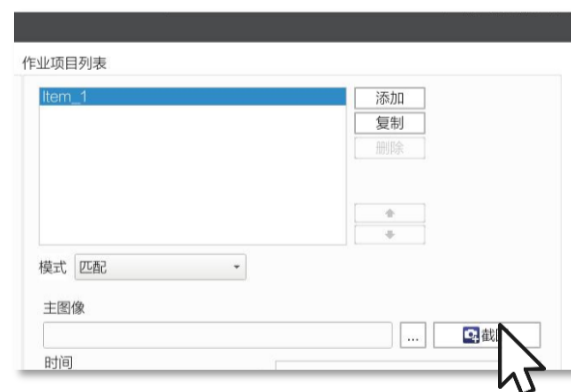 作业项目列表
Item_1
添加
复制
删除
模式 匹配
主图像
... 截
时间